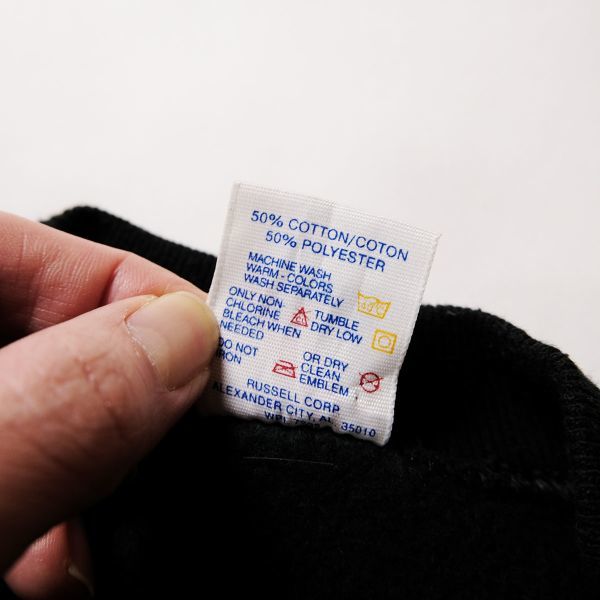 50% COTTON/COTON
50% POLYESTER
MACHINE WASH
WARM - COLORS
WASH SEPARATELY
ONLY NON
CHLORINE
BLEACH WHEN
NEEDED
TUMBLE
DRY LOW
DO NOT
IRON
OR DRY
CLEAN
EMBLEM
RUSSELL CORP
ALEXANDER CITY, AL
35010